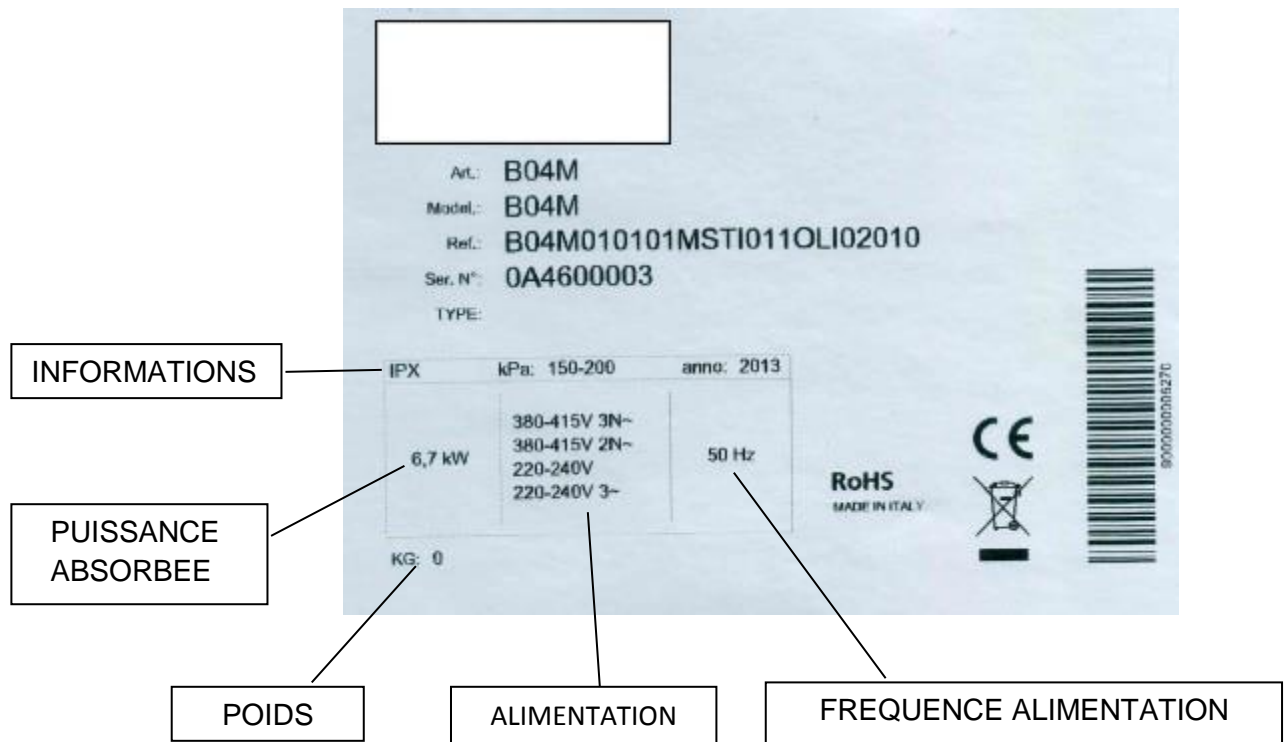 Art.: B04M
Model.: B04M
Ref.: B04M010101MSTI011OLI02010
Ser. N°: 0A4600003
TYPE:
INFORMATIONS
IPX kPa: 150-200 anno: 2013
380-415V 3N~
380-415V 2N~
6,7 kW
50 Hz
220-240V
220-240V 3~
CE
RoHS
MADE IN ITALY
PUISSANCE
ABSORBEE
KG: 0
POIDS
ALIMENTATION
FREQUENCE ALIMENTATION